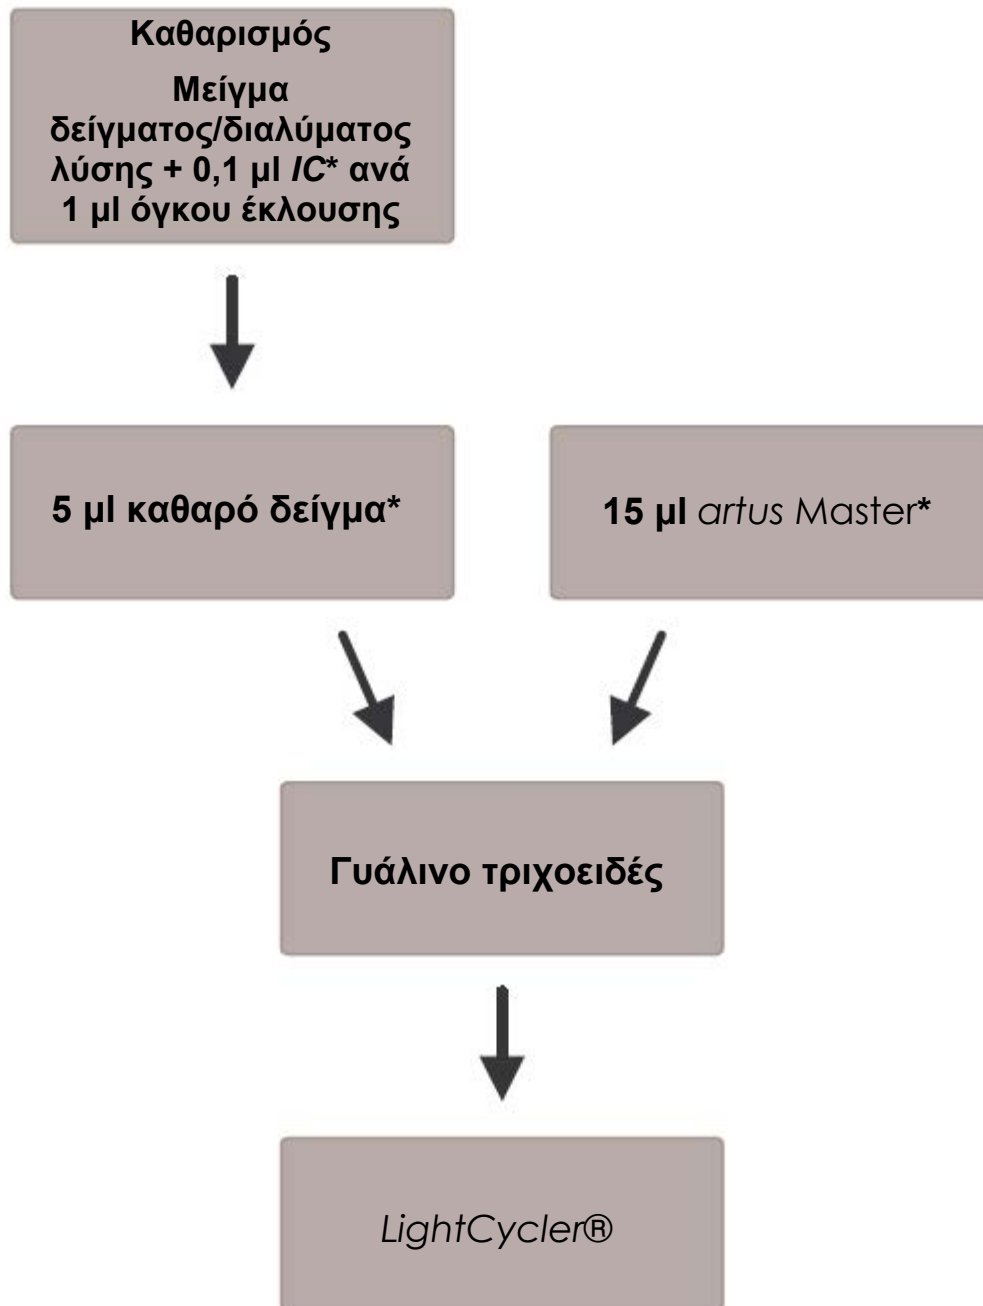 Καθαρισμός
Μείγμα
δείγματος/διαλύματος
λύσης + 0,1 µl IC* ανά
1 µl όγκου έκλουσης
5 µl καθαρό δείγμα*
15 µl artus Master*
Γυάλινο τριχοειδές
LightCycler®